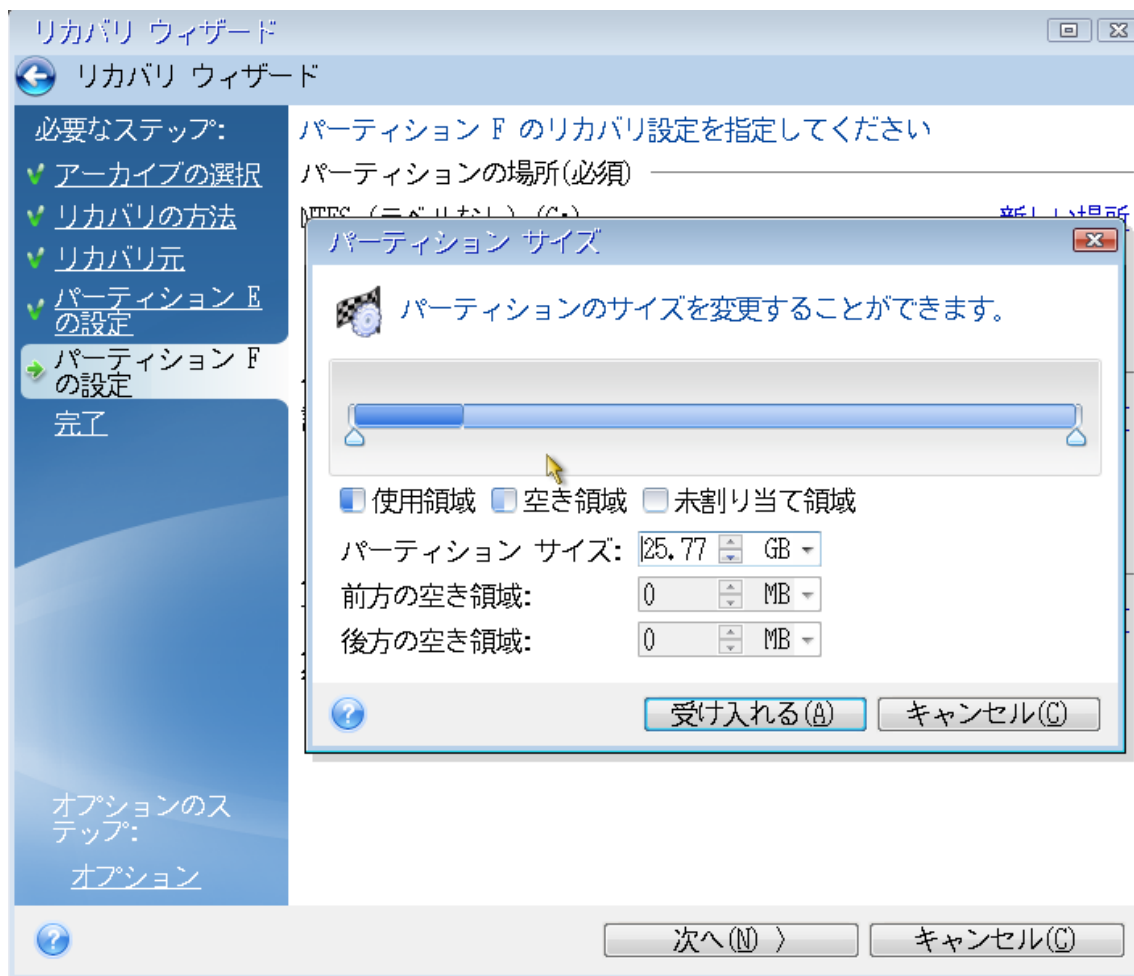 リカバリ ウィザード
リカバリ ウィザード
必要なステップ:
アーカイブの選択
リカバリの方法
リカバリ元
パーティション E
の設定
パーティション F
の設定
完了
オプションのス
テップ:
オプション
パーティション F のリカバリ設定を指定してください
パーティションの場所(必須)
NTFS (ラベルなし) (C:) 新しい場所
パーティション サイズ
パーティションのサイズを変更することができます。
使用領域 空き領域 未割り当て領域
パーティション サイズ: 25.77 GB
前方の空き領域: 0 MB
後方の空き領域: 0 MB
受け入れる(A) キャンセル(C)
次へ(N) 〉 キャンセル(C)